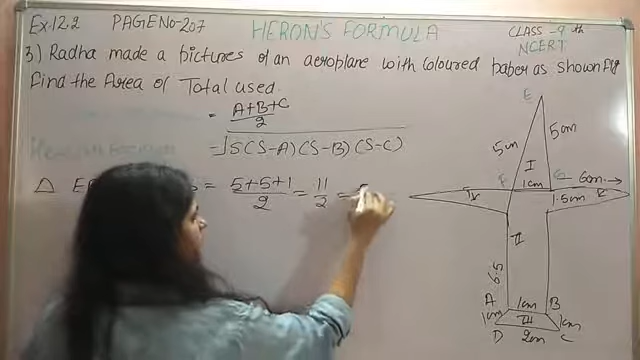 Ex.12.2 PAGENO-207 HERON'S FORMULA CLASS-9th
NCERT
3) Radha made a pictures of an aeroplane with coloured paper as shown Fig
Find the Area of Total used
= A+B+C/2
= √S(S-A)(S-B)(S-C)
Δ E = 5+5+1/2 = 11/2 =
E
5cm 5cm
F I
1cm 6cm
IV V
1.5cm
II
6.5
A 1cm B
1cm III 1cm
D 2cm C